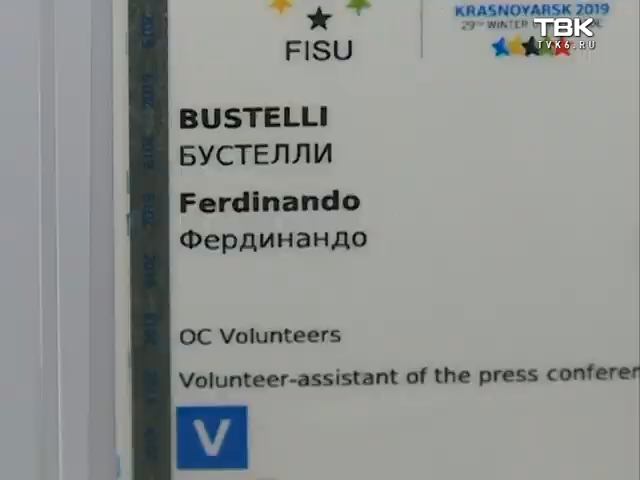 KRASNOYARSK 2019
29TH WINTER
ТВК
TVK6.RU
FISU
BUSTELLI
БУСТЕЛЛИ
Ferdinando
Фердинандо
OC Volunteers
Volunteer-assistant of the press
V